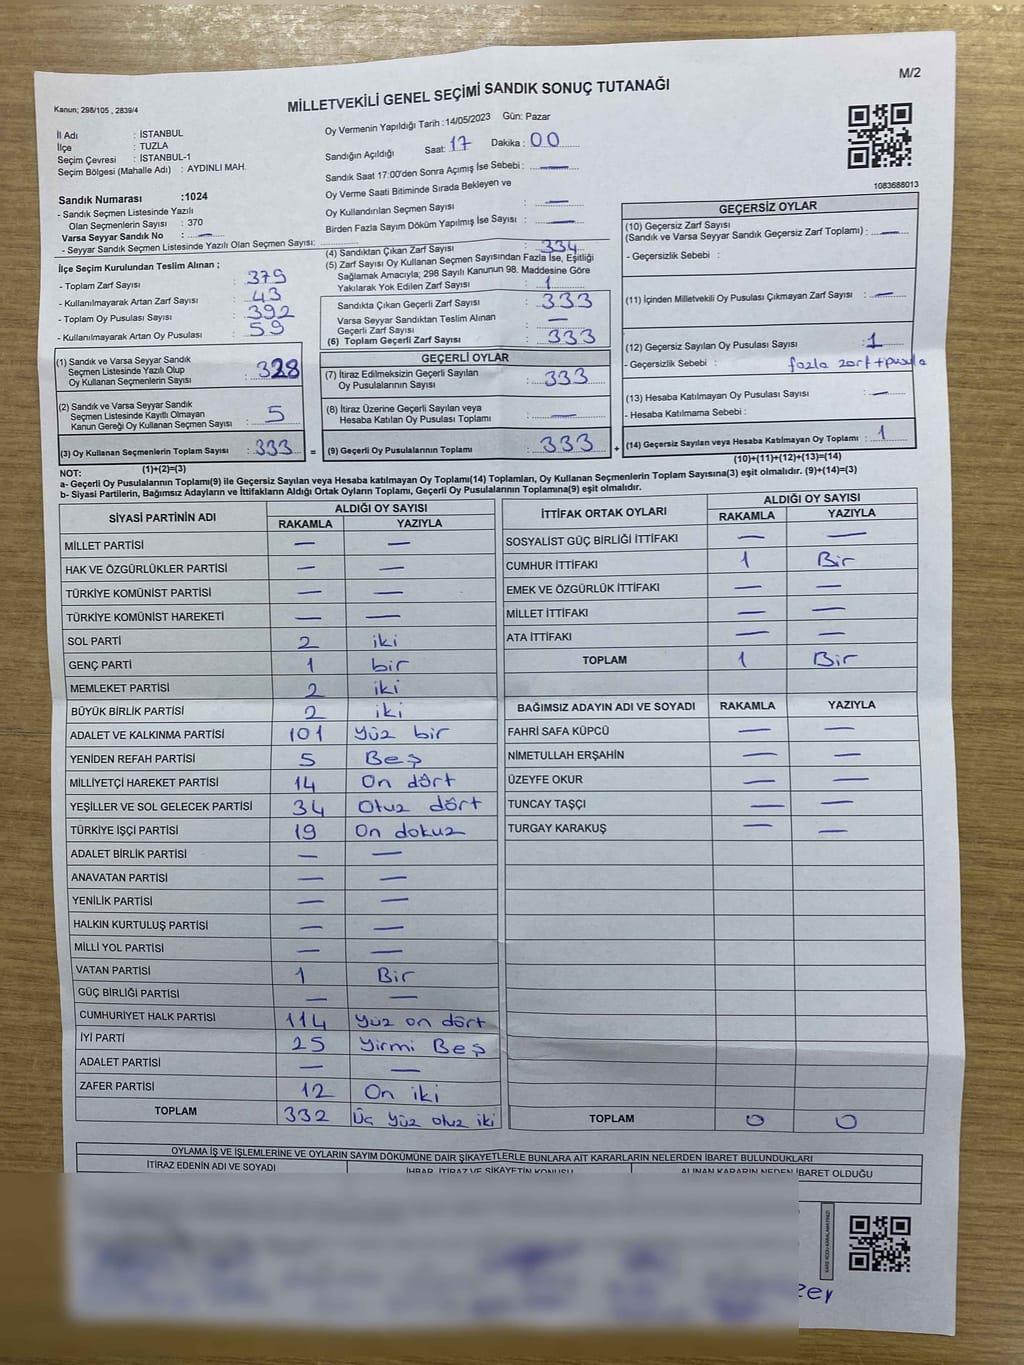 M/2
Kanun; 298/105 , 2839/4
MİLLETVEKİLİ GENEL SEÇİMİ SANDIK SONUÇ TUTANAĞI
İl Adı : İSTANBUL
İlçe : TUZLA
Seçim Çevresi : İSTANBUL-1
Seçim Bölgesi (Mahalle Adı) : AYDINLI MAH.
Oy Vermenin Yapıldığı Tarih :14/05/2023 Gün: Pazar
Sandığın Açıldığı Saat: 17 Dakika : 00
Sandık Saat 17:00'den Sonra Açımış İse Sebebi : —
Oy Verme Saati Bitiminde Sırada Bekleyen ve
Oy Kullandırılan Seçmen Sayısı : —
Birden Fazla Sayım Döküm Yapılmış İse Sayısı : —
1083688013
Sandık Numarası :1024
- Sandık Seçmen Listesinde Yazılı
Olan Seçmenlerin Sayısı : 370
Varsa Seyyar Sandık No : —
- Seyyar Sandık Seçmen Listesinde Yazılı Olan Seçmen Sayısı:
İlçe Seçim Kurulundan Teslim Alınan ;
- Toplam Zarf Sayısı : 379
- Kullanılmayarak Artan Zarf Sayısı : 43
- Toplam Oy Pusulası Sayısı : 392
- Kullanılmayarak Artan Oy Pusulası : 59
(1) Sandık ve Varsa Seyyar Sandık
Seçmen Listesinde Yazılı Olup
Oy Kullanan Seçmenlerin Sayısı : 328
(2) Sandık ve Varsa Seyyar Sandık
Seçmen Listesinde Kayıtlı Olmayan
Kanun Gereği Oy Kullanan Seçmen Sayısı : 5
(3) Oy Kullanan Seçmenlerin Toplam Sayısı : 333
(4) Sandıktan Çıkan Zarf Sayısı : 334
(5) Zarf Sayısı Oy Kullanan Seçmen Sayısından Fazla İse, Eşitliği
Sağlamak Amacıyla; 298 Sayılı Kanunun 98. Maddesine Göre
Yakılarak Yok Edilen Zarf Sayısı : 1
Sandıkta Çıkan Geçerli Zarf Sayısı : 333
Varsa Seyyar Sandıktan Teslim Alınan
Geçerli Zarf Sayısı : —
(6) Toplam Geçerli Zarf Sayısı : 333
GEÇERLİ OYLAR
(7) İtiraz Edilmeksizin Geçerli Sayılan
Oy Pusulalarının Sayısı : 333
(8) İtiraz Üzerine Geçerli Sayılan veya
Hesaba Katılan Oy Pusulası Toplamı : —
= (9) Geçerli Oy Pusulalarının Toplamı : 333 +
GEÇERSİZ OYLAR
(10) Geçersiz Zarf Sayısı
(Sandık ve Varsa Seyyar Sandık Geçersiz Zarf Toplamı) : —
- Geçersizlik Sebebi :
(11) İçinden Milletvekili Oy Pusulası Çıkmayan Zarf Sayısı : —
(12) Geçersiz Sayılan Oy Pusulası Sayısı : 1
- Geçersizlik Sebebi : fazla zarf+pusula
(13) Hesaba Katılmayan Oy Pusulası Sayısı : —
- Hesaba Katılmama Sebebi :
(14) Geçersiz Sayılan veya Hesaba Katılmayan Oy Toplamı : 1
(10)+(11)+(12)+(13)=(14)
NOT: (1)+(2)=(3)
a- Geçerli Oy Pusulalarının Toplamı(9) ile Geçersiz Sayılan veya Hesaba katılmayan Oy Toplamı(14) Toplamları, Oy Kullanan Seçmenlerin Toplam Sayısına(3) eşit olmalıdır. (9)+(14)=(3)
b- Siyasi Partilerin, Bağımsız Adayların ve İttifakların Aldığı Ortak Oyların Toplamı, Geçerli Oy Pusulalarının Toplamına(9) eşit olmalıdır.
SİYASİ PARTİNİN ADI ALDIĞI OY SAYISI
RAKAMLA YAZIYLA
MİLLET PARTİSİ — —
HAK VE ÖZGÜRLÜKLER PARTİSİ — —
TÜRKİYE KOMÜNİST PARTİSİ — —
TÜRKİYE KOMÜNİST HAREKETİ — —
SOL PARTİ 2 iki
GENÇ PARTİ 1 bir
MEMLEKET PARTİSİ 2 iki
BÜYÜK BİRLİK PARTİSİ 2 iki
ADALET VE KALKINMA PARTİSİ 101 yüz bir
YENİDEN REFAH PARTİSİ 5 Beş
MİLLİYETÇİ HAREKET PARTİSİ 14 On dört
YEŞİLLER VE SOL GELECEK PARTİSİ 34 Otuz dört
TÜRKİYE İŞÇİ PARTİSİ 19 On dokuz
ADALET BİRLİK PARTİSİ — —
ANAVATAN PARTİSİ — —
YENİLİK PARTİSİ — —
HALKIN KURTULUŞ PARTİSİ — —
MİLLİ YOL PARTİSİ — —
VATAN PARTİSİ 1 Bir
GÜÇ BİRLİĞİ PARTİSİ — —
CUMHURİYET HALK PARTİSİ 114 Yüz on dört
İYİ PARTİ 25 Yirmi Beş
ADALET PARTİSİ — —
ZAFER PARTİSİ 12 On iki
TOPLAM 332 Üç yüz otuz iki
İTTİFAK ORTAK OYLARI ALDIĞI OY SAYISI
RAKAMLA YAZIYLA
SOSYALİST GÜÇ BİRLİĞİ İTTİFAKI — —
CUMHUR İTTİFAKI 1 Bir
EMEK VE ÖZGÜRLÜK İTTİFAKI — —
MİLLET İTTİFAKI — —
ATA İTTİFAKI — —
TOPLAM 1 Bir
BAĞIMSIZ ADAYIN ADI VE SOYADI RAKAMLA YAZIYLA
FAHRİ SAFA KÜPCÜ — —
NİMETULLAH ERŞAHİN — —
ÜZEYFE OKUR — —
TUNCAY TAŞÇI — —
TURGAY KARAKUŞ — —
TOPLAM 0 0
OYLAMA İŞ VE İŞLEMLERİNE VE OYLARIN SAYIM DÖKÜMÜNE DAİR ŞİKAYETLERLE BUNLARA AİT KARARLARIN NELERDEN İBARET BULUNDUKLARI
İTİRAZ EDENİN ADI VE SOYADI İHBAR, İTİRAZ VE ŞİKAYETİN KONUSU ALINAN KARARIN NEDEN İBARET OLDUĞU
zey